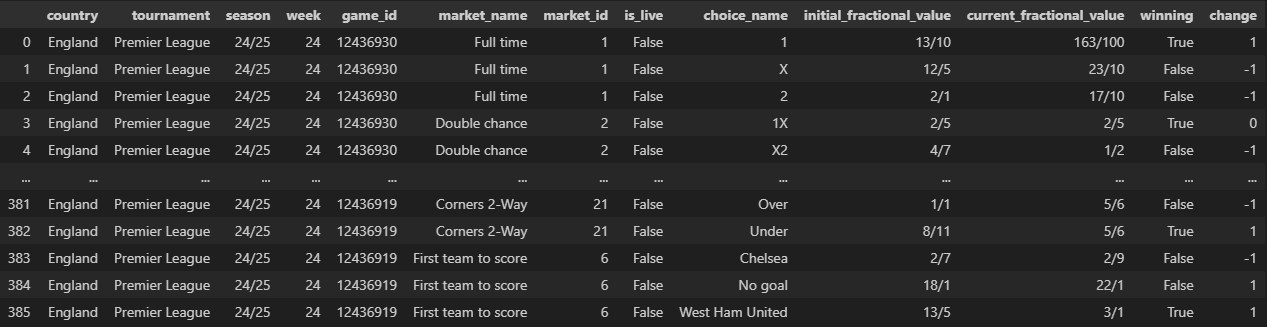 country tournament season week game_id market_name market_id is_live choice_name initial_fractional_value current_fractional_value winning change
0 England Premier League 24/25 24 12436930 Full time 1 False 1 13/10 163/100 True 1
1 England Premier League 24/25 24 12436930 Full time 1 False X 12/5 23/10 False -1
2 England Premier League 24/25 24 12436930 Full time 1 False 2 2/1 17/10 False -1
3 England Premier League 24/25 24 12436930 Double chance 2 False 1X 2/5 2/5 True 0
4 England Premier League 24/25 24 12436930 Double chance 2 False X2 4/7 1/2 False -1
... ... ... ... ... ... ... ... ... ... ... ... ... ...
381 England Premier League 24/25 24 12436919 Corners 2-Way 21 False Over 1/1 5/6 False -1
382 England Premier League 24/25 24 12436919 Corners 2-Way 21 False Under 8/11 5/6 True 1
383 England Premier League 24/25 24 12436919 First team to score 6 False Chelsea 2/7 2/9 False -1
384 England Premier League 24/25 24 12436919 First team to score 6 False No goal 18/1 22/1 False 1
385 England Premier League 24/25 24 12436919 First team to score 6 False West Ham United 13/5 3/1 True 1